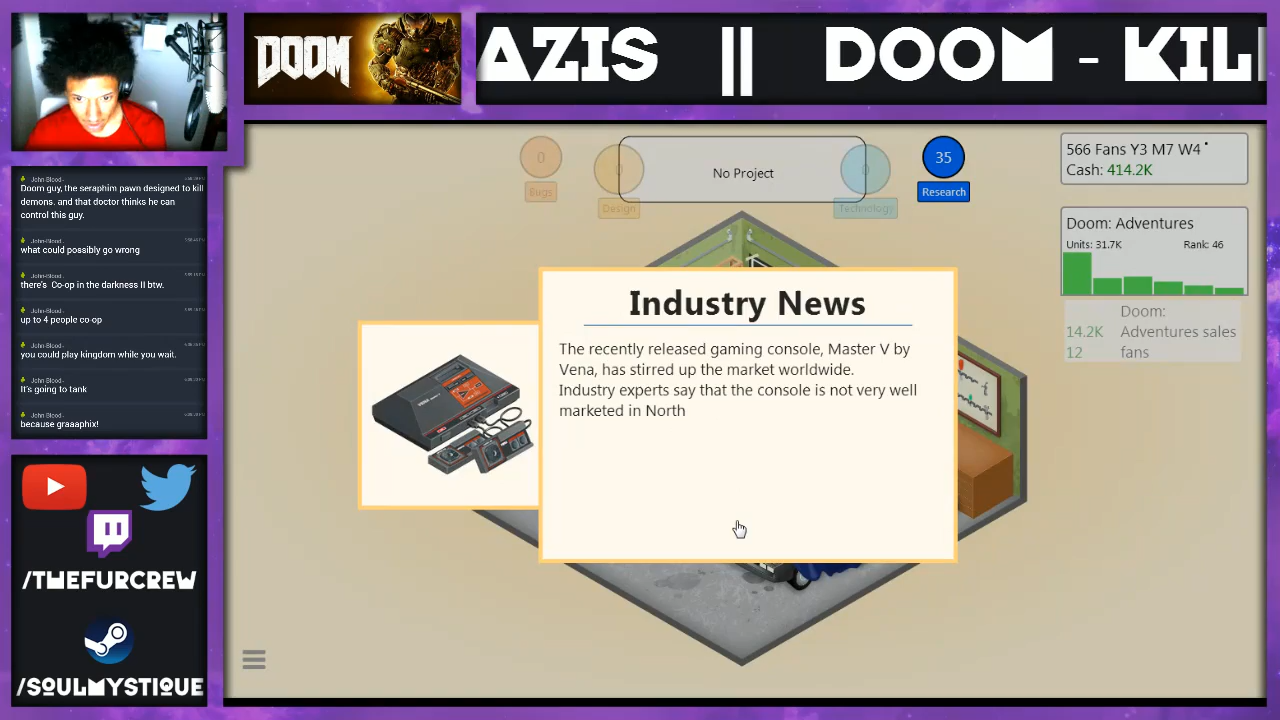 DOOM
AZIS || DOOM - KIL
John-Blood -
Doom guy, the seraphim pawn designed to kill
demons. and that doctor thinks he can
control this guy.
John-Blood -
what could possibly go wrong
John-Blood -
there's Co-op in the darkness II btw.
John-Blood -
up to 4 people co-op
John-Blood -
you could play kingdom while you wait.
John-Blood -
It's going to tank
John-Blood -
because graaaphix!
/THEFURCREW
/SOULMYSTIQUE
0
Bugs
Design
No Project
0
Technology
35
Research
566 Fans Y3 M7 W4
Cash: 414.2K
Doom: Adventures
Units: 31.7K Rank: 46
Doom:
14.2K Adventures sales
12 fans
Industry News
The recently released gaming console, Master V by
Vena, has stirred up the market worldwide.
Industry experts say that the console is not very well
marketed in North